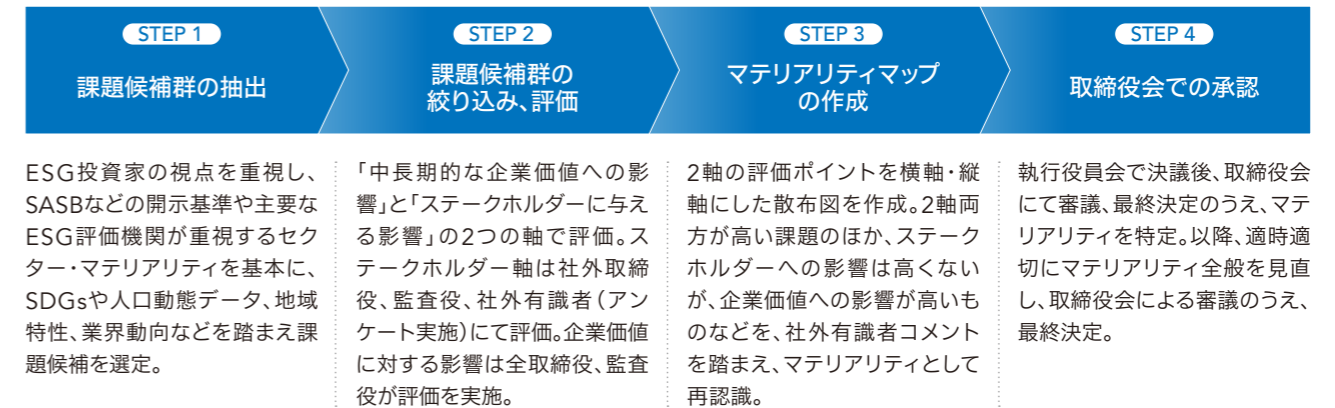 STEP 1
課題候補群の抽出
ESG投資家の視点を重視し、
SASBなどの開示基準や主要な
ESG評価機関が重視するセク
ター・マテリアリティを基本に、
SDGsや人口動態データ、地域
特性、業界動向などを踏まえ課
題候補を選定。
STEP 2
課題候補群の
絞り込み、評価
「中長期的な企業価値への影
響」と「ステークホルダーに与え
る影響」の2つの軸で評価。ス
テークホルダー軸は社外取締
役、監査役、社外有識者（アン
ケート実施）にて評価。企業価値
に対する影響は全取締役、監査
役が評価を実施。
STEP 3
マテリアリティマップ
の作成
2軸の評価ポイントを横軸・縦
軸にした散布図を作成。2軸両
方が高い課題のほか、ステーク
ホルダーへの影響は高くない
が、企業価値への影響が高いも
のなどを、社外有識者コメント
を踏まえ、マテリアリティとして
再認識。
STEP 4
取締役会での承認
執行役員会で決議後、取締役会
にて審議、最終決定のうえ、マテ
リアリティを特定。以降、適時適
切にマテリアリティ全般を見直
し、取締役会による審議のうえ、
最終決定。